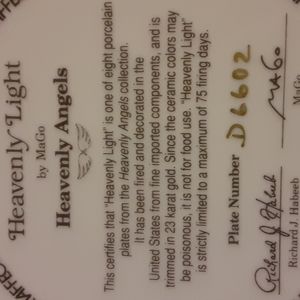 Heavenly Light
by MaGo
Heavenly Angels
This certifies that "Heavenly Light" is one of eight porcelain
plates from the Heavenly Angels collection.
It has been fired and decorated in the
United States from fine imported components, and is
trimmed in 23 karat gold. Since the ceramic colors may
be poisonous, it is not for food use. "Heavenly Light"
is strictly limited to a maximum of 75 firing days.
Plate Number D6602
Richard J. Habeeb MAGO
Richard J. Habeeb MaGo